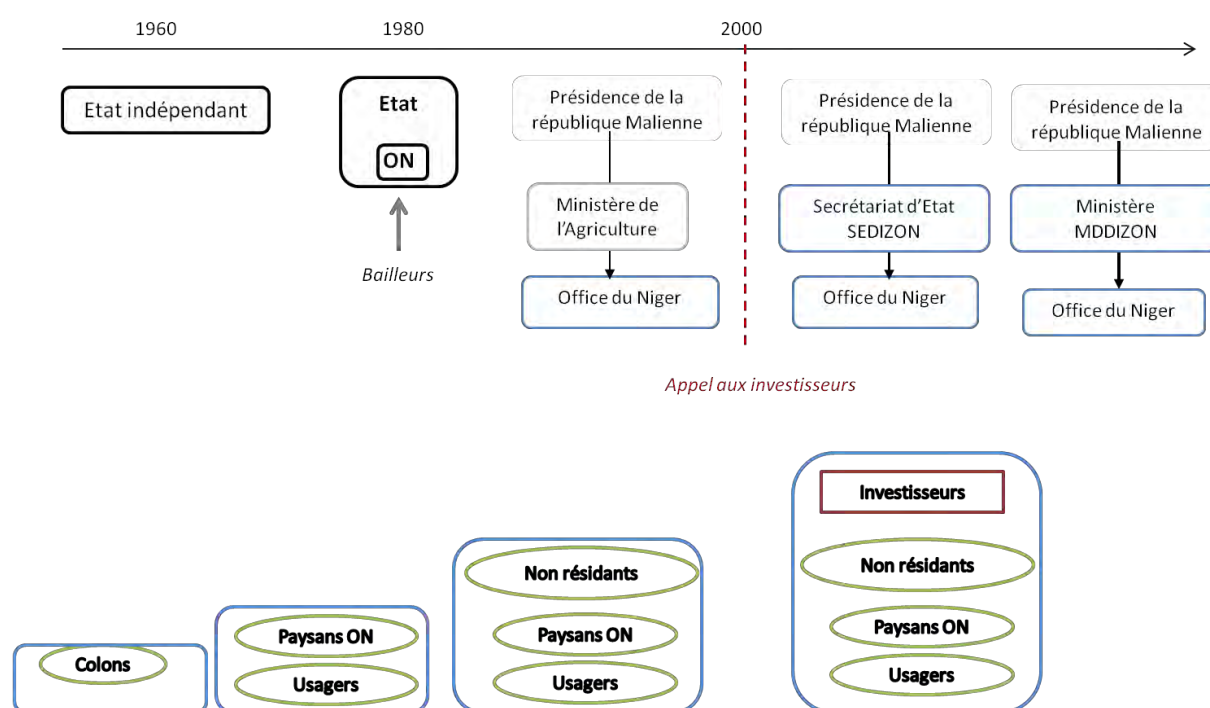 1960
1980
2000
Etat indépendant
Etat
ON
Bailleurs
Présidence de la
république Malienne
Ministère de
l'Agriculture
Office du Niger
Présidence de la
république Malienne
Secrétariat d'Etat
SEDIZON
Office du Niger
Présidence de la
république Malienne
Ministère
MDDIZON
Office du Niger
Appel aux investisseurs
Colons
Paysans ON
Usagers
Non résidants
Paysans ON
Usagers
Investisseurs
Non résidants
Paysans ON
Usagers